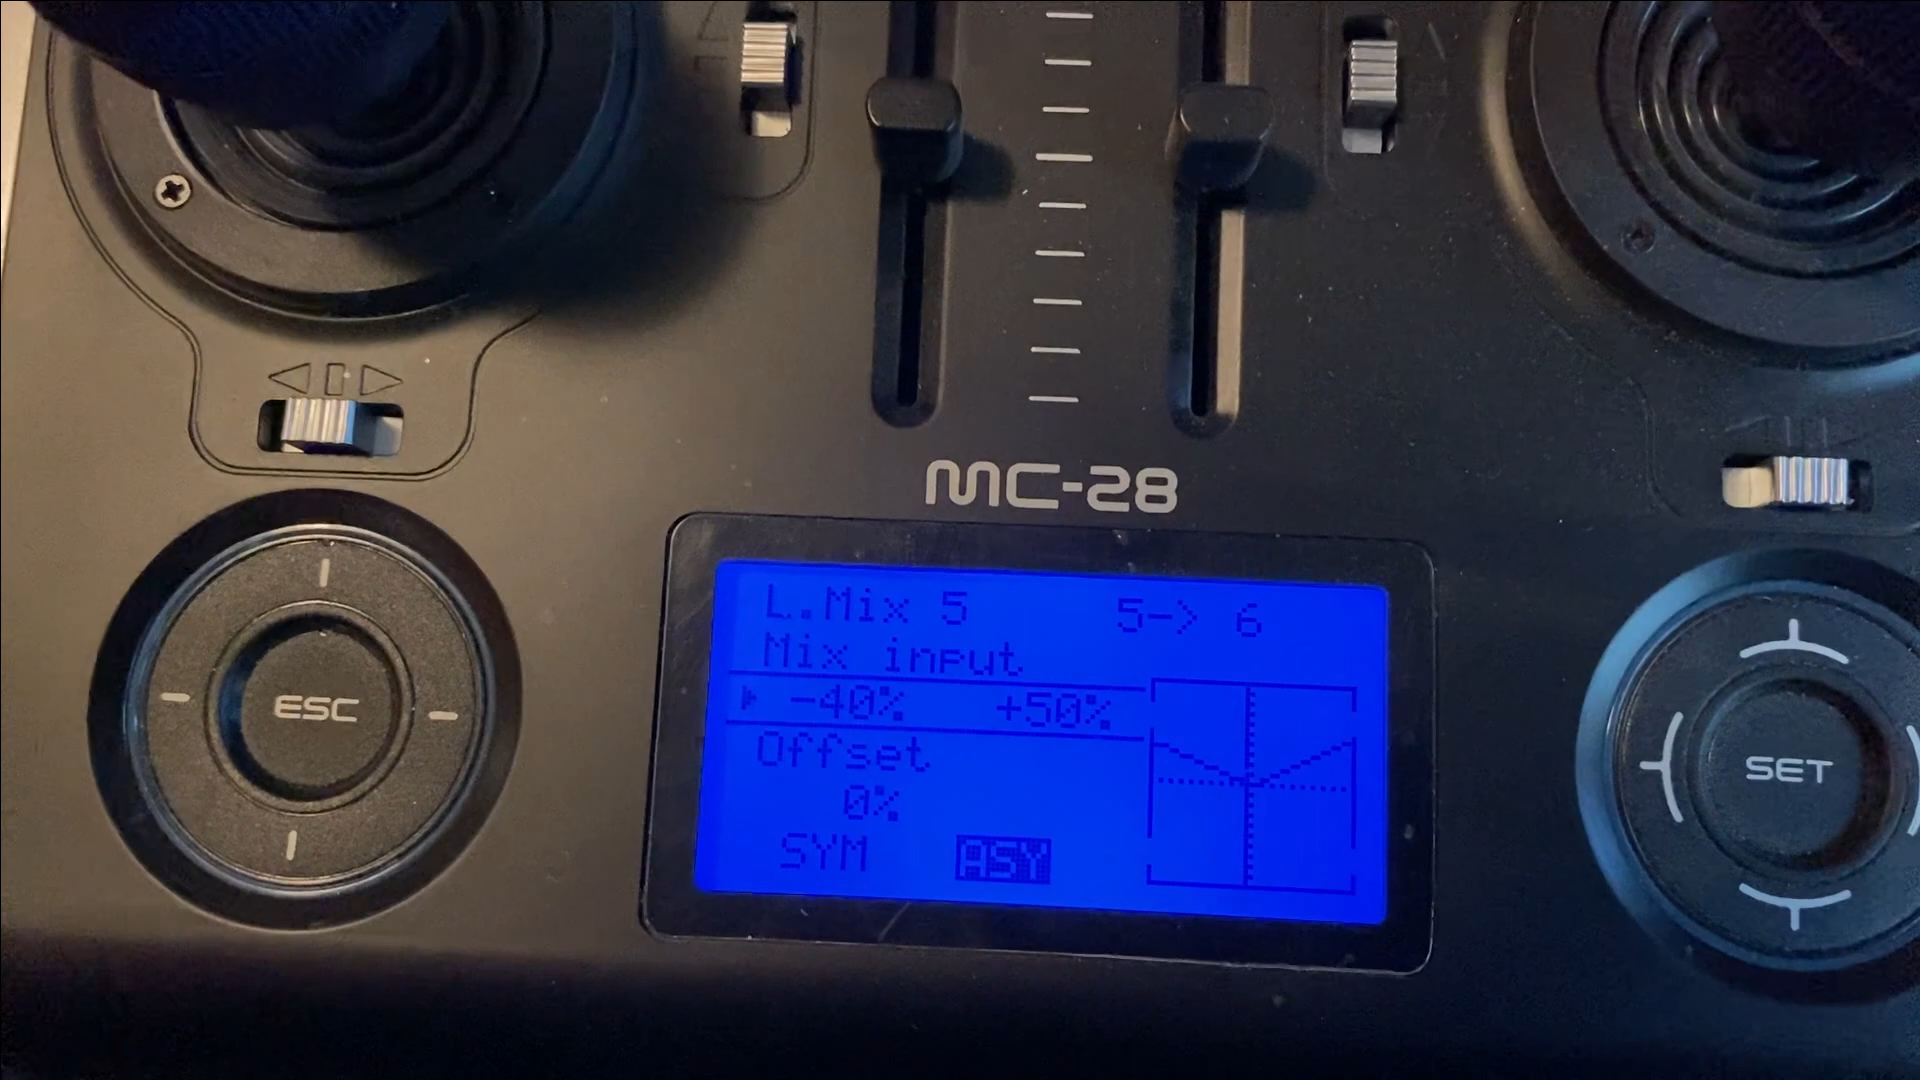 MC-28
L.Mix 5 5-> 6
Mix input
-40% +50%
Offset
0%
SYM ASY
ESC
SET